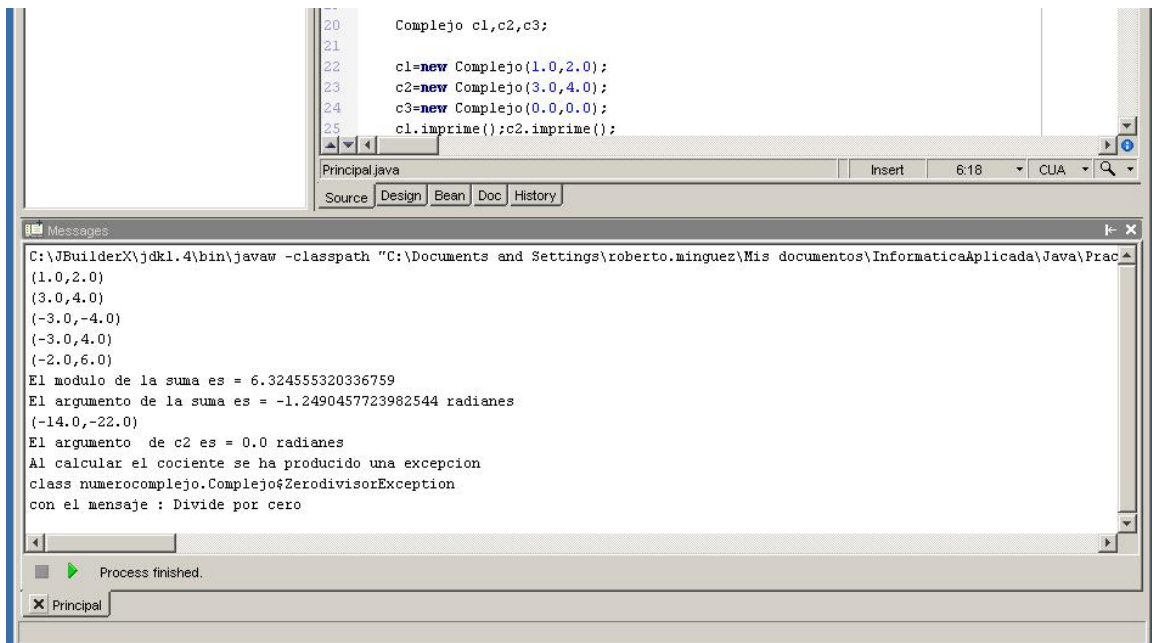 20 Complejo c1,c2,c3;
21
22 c1=new Complejo(1.0,2.0);
23 c2=new Complejo(3.0,4.0);
24 c3=new Complejo(0.0,0.0);
25 c1.imprime();c2.imprime();
Principal.java Insert 6:18 CUA
Source Design Bean Doc History
Messages
C:\JBuilderX\jdk1.4\bin\javaw -classpath "C:\Documents and Settings\roberto.minguez\Mis documentos\InformaticaAplicada\Java\Prac
(1.0,2.0)
(3.0,4.0)
(-3.0,-4.0)
(-3.0,4.0)
(-2.0,6.0)
El modulo de la suma es = 6.324555320336759
El argumento de la suma es = -1.2490457723982544 radianes
(-14.0,-22.0)
El argumento  de c2 es = 0.0 radianes
Al calcular el cociente se ha producido una excepcion
class numerocomplejo.Complejo$ZerodivisorException
con el mensaje : Divide por cero
Process finished.
Principal